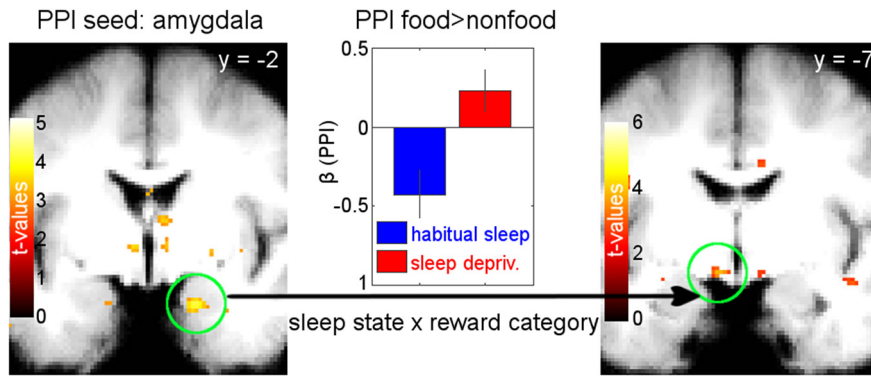 PPI seed: amygdala
PPI food>nonfood
y = -2
y = -7
t-values
5
4
3
2
1
0
β (PPI)
0.5
0
-0.5
1
habitual sleep
sleep depriv.
t-values
6
4
2
0
sleep state x reward category